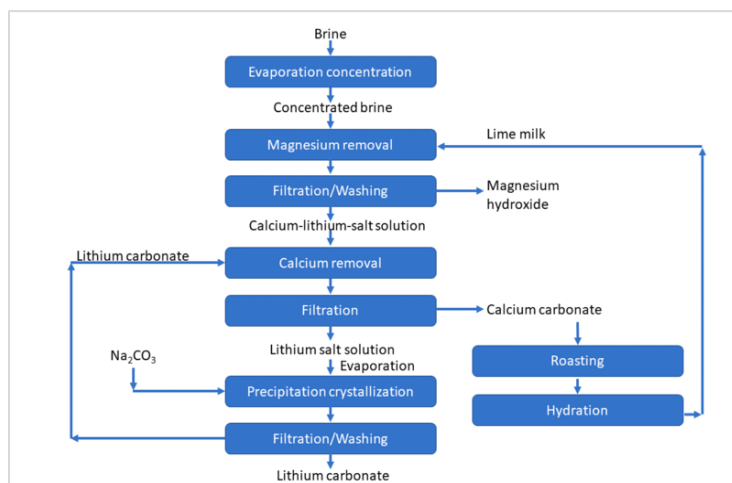 Brine
Evaporation concentration
Concentrated brine
Magnesium removal
Lime milk
Filtration/Washing
Magnesium
hydroxide
Calcium-lithium-salt solution
Lithium carbonate
Calcium removal
Filtration
Calcium carbonate
Lithium salt solution
Evaporation
Roasting
Na₂CO₃
Precipitation crystallization
Hydration
Filtration/Washing
Lithium carbonate